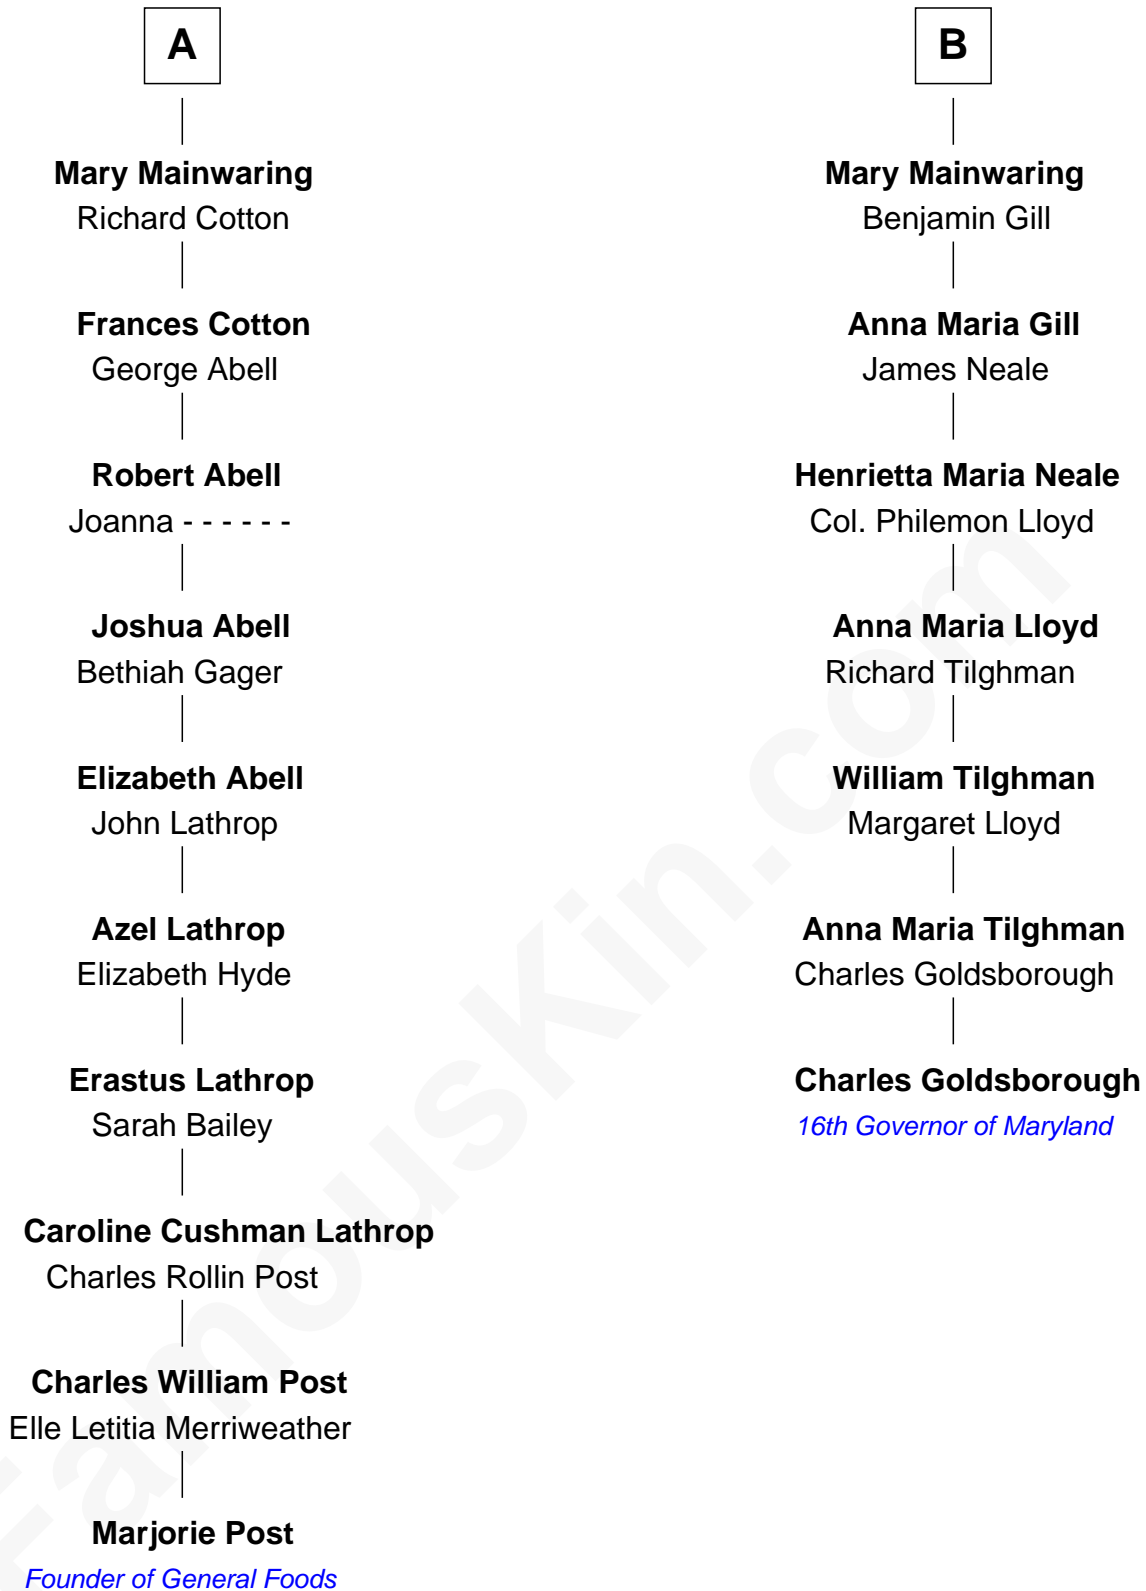 A
Mary Mainwaring
Richard Cotton
Frances Cotton
George Abell
Robert Abell
Joanna - - - - - -
Joshua Abell
Bethiah Gager
Elizabeth Abell
John Lathrop
Azel Lathrop
Elizabeth Hyde
Erastus Lathrop
Sarah Bailey
Caroline Cushman Lathrop
Charles Rollin Post
Charles William Post
Elle Letitia Merriweather
Marjorie Post
Founder of General Foods
B
Mary Mainwaring
Benjamin Gill
Anna Maria Gill
James Neale
Henrietta Maria Neale
Col. Philemon Lloyd
Anna Maria Lloyd
Richard Tilghman
William Tilghman
Margaret Lloyd
Anna Maria Tilghman
Charles Goldsborough
Charles Goldsborough
16th Governor of Maryland
FamousKin.com